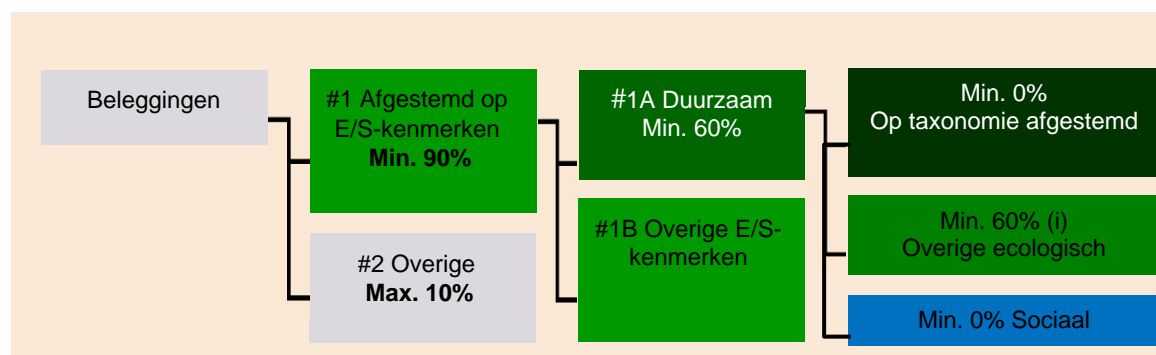 Beleggingen
#1 Afgestemd op
E/S-kenmerken
Min. 90%
#2 Overige
Max. 10%
#1A Duurzaam
Min. 60%
#1B Overige E/S-
kenmerken
Min. 0%
Op taxonomie afgestemd
Min. 60% (i)
Overige ecologisch
Min. 0% Sociaal